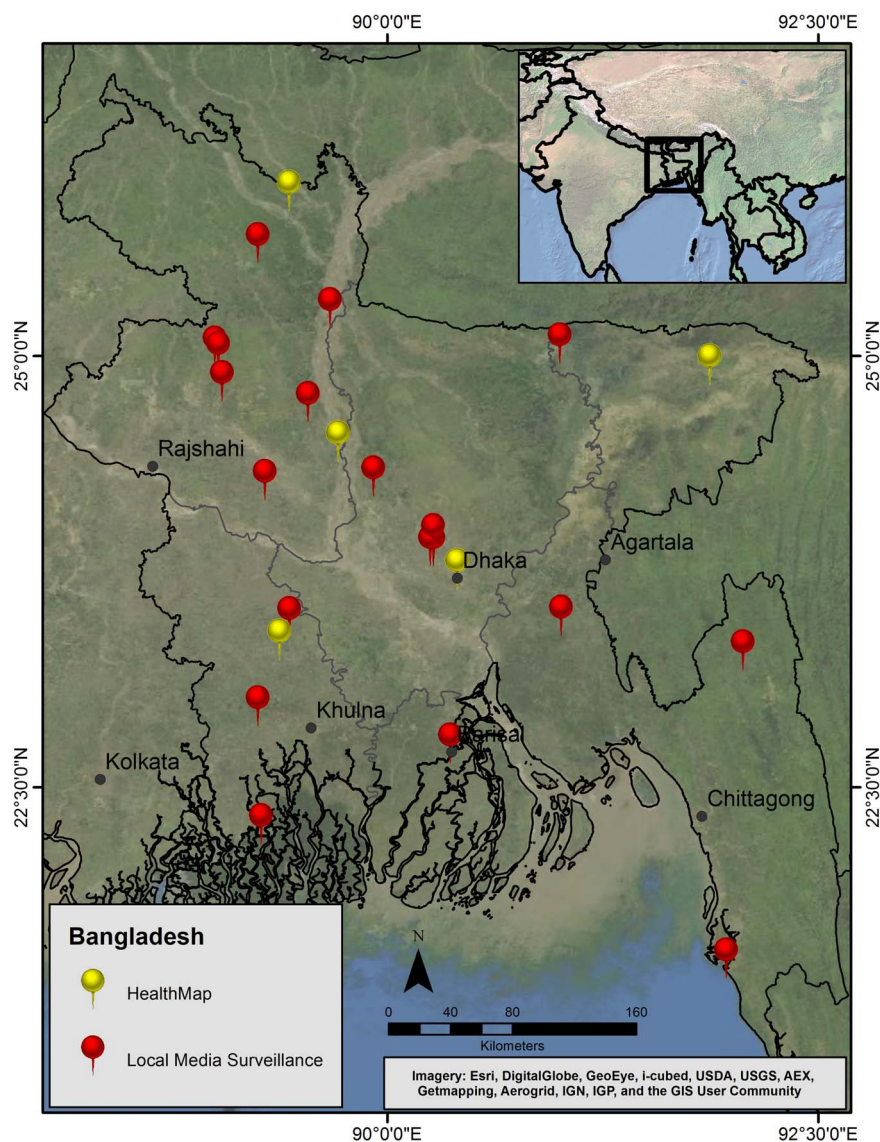 90°0'0"E
92°30'0"E
25°0'0"N
25°0'0"N
Rajshahi
Dhaka
Agartala
Khulna
Barisal
Kolkata
Chittagong
22°30'0"N
22°30'0"N
Bangladesh
HealthMap
Local Media Surveillance
N
0 40 80 160
Kilometers
Imagery: Esri, DigitalGlobe, GeoEye, i-cubed, USDA, USGS, AEX,
Getmapping, Aerogrid, IGN, IGP, and the GIS User Community
90°0'0"E
92°30'0"E